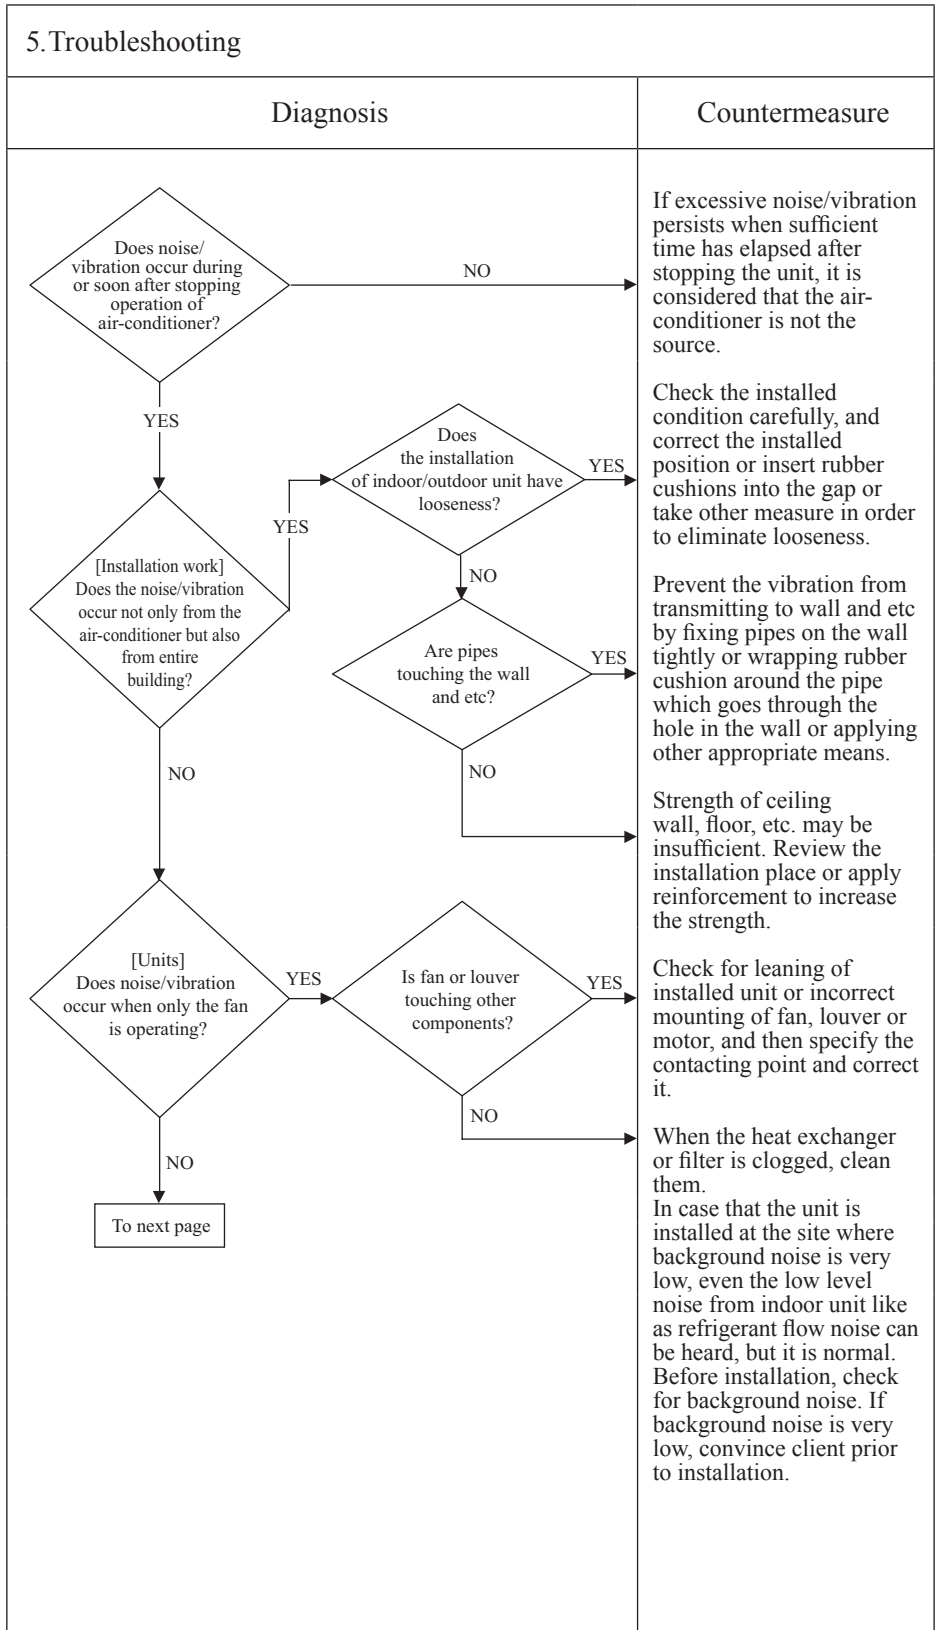 5.Troubleshooting
Diagnosis
Countermeasure
Does noise/
vibration occur during
or soon after stopping
operation of
air-conditioner?
NO
If excessive noise/vibration
persists when sufficient
time has elapsed after
stopping the unit, it is
considered that the air-
conditioner is not the
source.
YES
[Installation work]
Does the noise/vibration
occur not only from the
air-conditioner but also
from entire
building?
YES
Does
the installation
of indoor/outdoor unit have
looseness?
YES
Check the installed
condition carefully, and
correct the installed
position or insert rubber
cushions into the gap or
take other measure in order
to eliminate looseness.
NO
Are pipes
touching the wall
and etc?
YES
Prevent the vibration from
transmitting to wall and etc
by fixing pipes on the wall
tightly or wrapping rubber
cushion around the pipe
which goes through the
hole in the wall or applying
other appropriate means.
NO
Strength of ceiling
wall, floor, etc. may be
insufficient. Review the
installation place or apply
reinforcement to increase
the strength.
NO
[Units]
Does noise/vibration
occur when only the fan
is operating?
YES
Is fan or louver
touching other
components?
YES
Check for leaning of
installed unit or incorrect
mounting of fan, louver or
motor, and then specify the
contacting point and correct
it.
NO
When the heat exchanger
or filter is clogged, clean
them.
In case that the unit is
installed at the site where
background noise is very
low, even the low level
noise from indoor unit like
as refrigerant flow noise can
be heard, but it is normal.
Before installation, check
for background noise. If
background noise is very
low, convince client prior
to installation.
NO
To next page